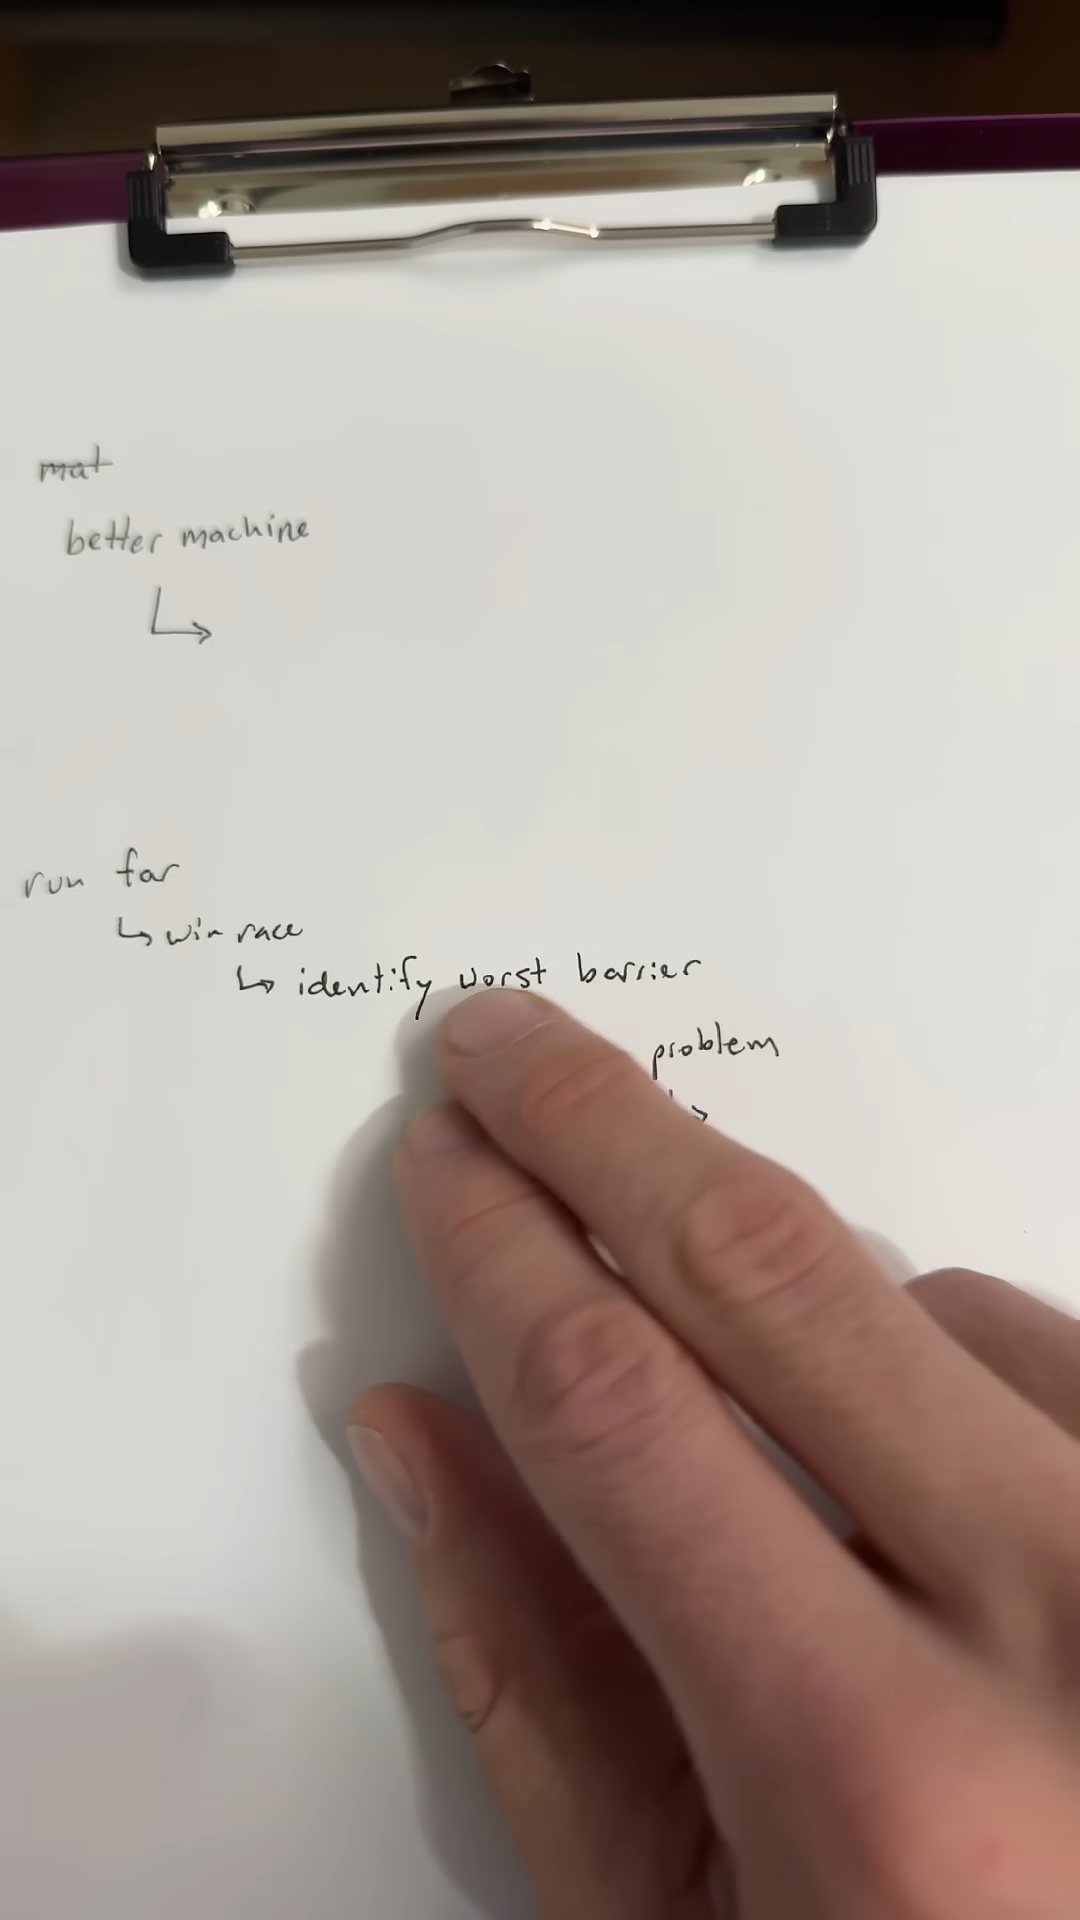 mat
better machine
run far
↳ win race
↳ identify worst barrier
problem